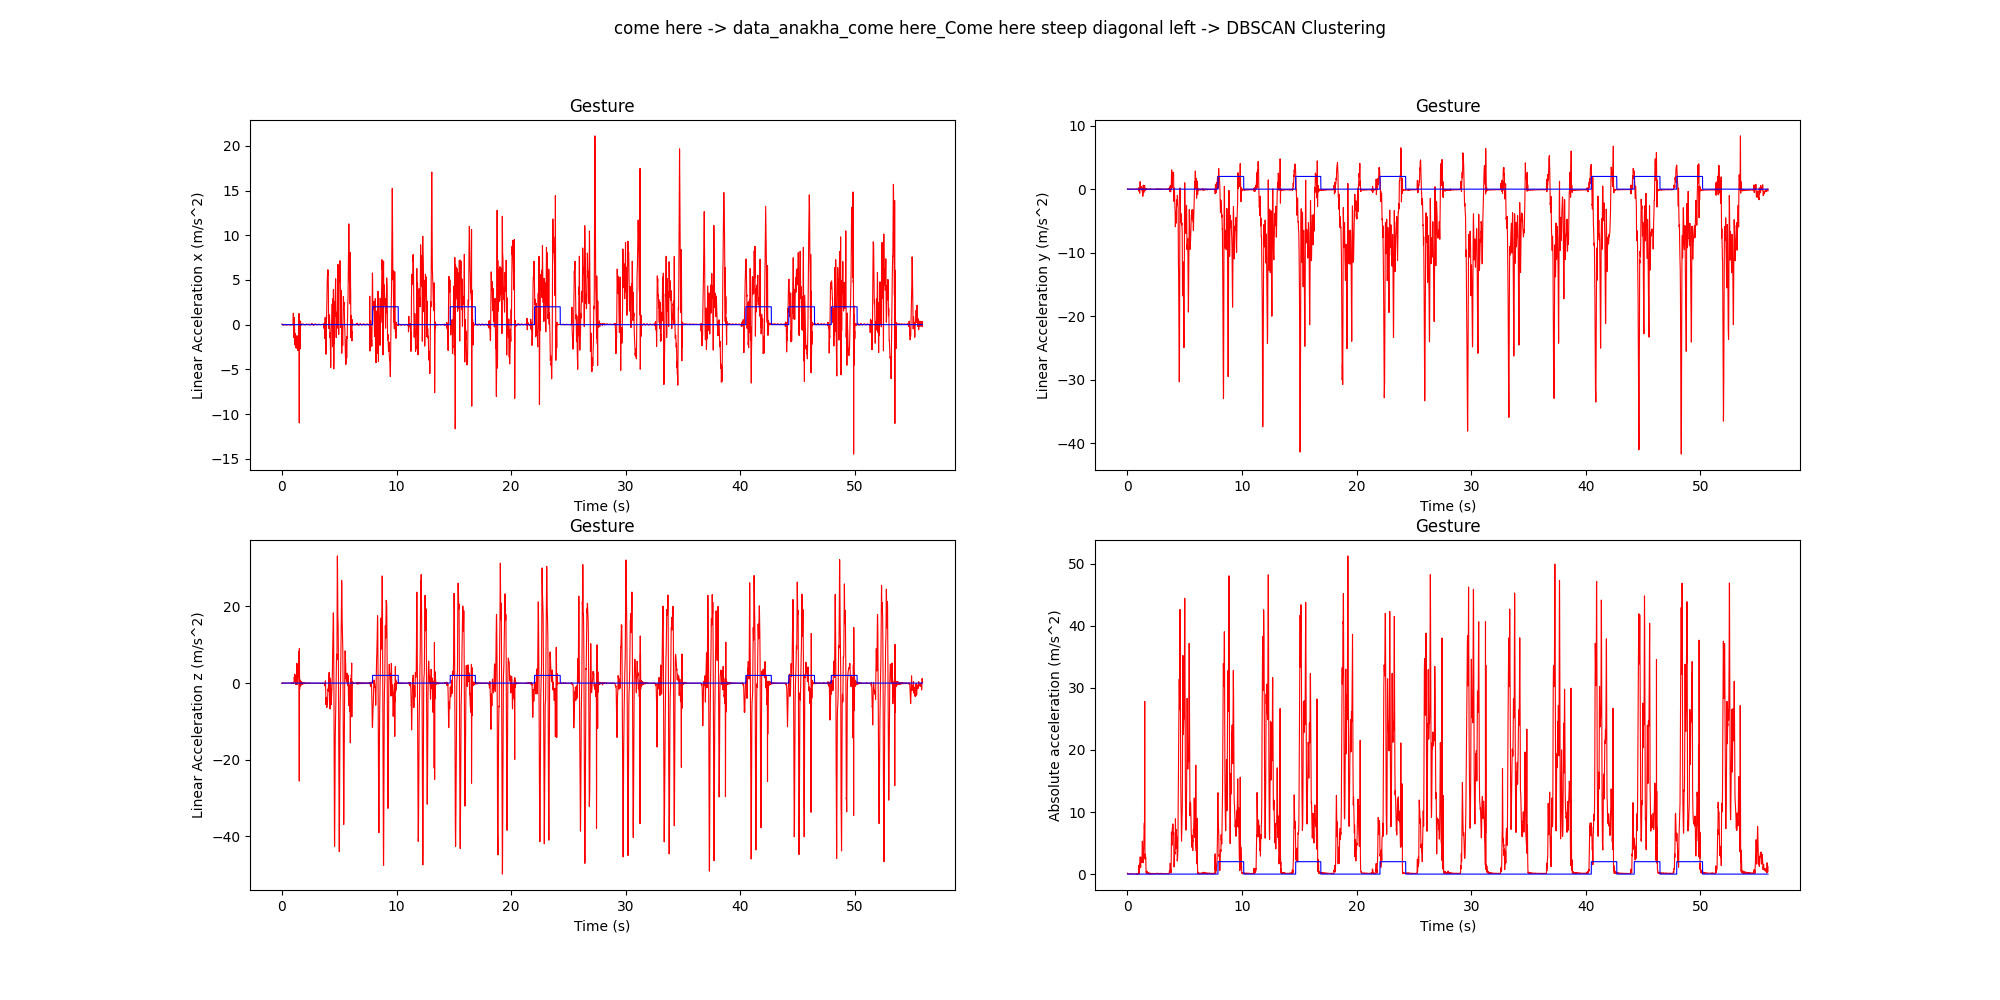 come here -> data_anakha_come here_Come here steep diagonal left -> DBSCAN Clustering
Gesture
Linear Acceleration x (m/s^2)
20
15
10
5
0
−5
−10
−15
0 10 20 30 40 50
Time (s)
Gesture
Linear Acceleration y (m/s^2)
10
0
−10
−20
−30
−40
0 10 20 30 40 50
Time (s)
Gesture
Linear Acceleration z (m/s^2)
20
0
−20
−40
0 10 20 30 40 50
Time (s)
Gesture
Absolute acceleration (m/s^2)
50
40
30
20
10
0
0 10 20 30 40 50
Time (s)